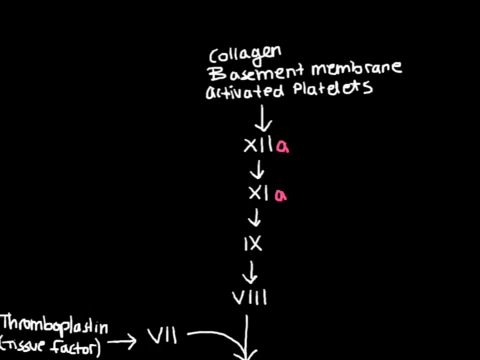 Collagen
Basement membrane
activated Platelets
XIIa
XIa
IX
VIII
Thromboplastin
(Tissue factor)
VII